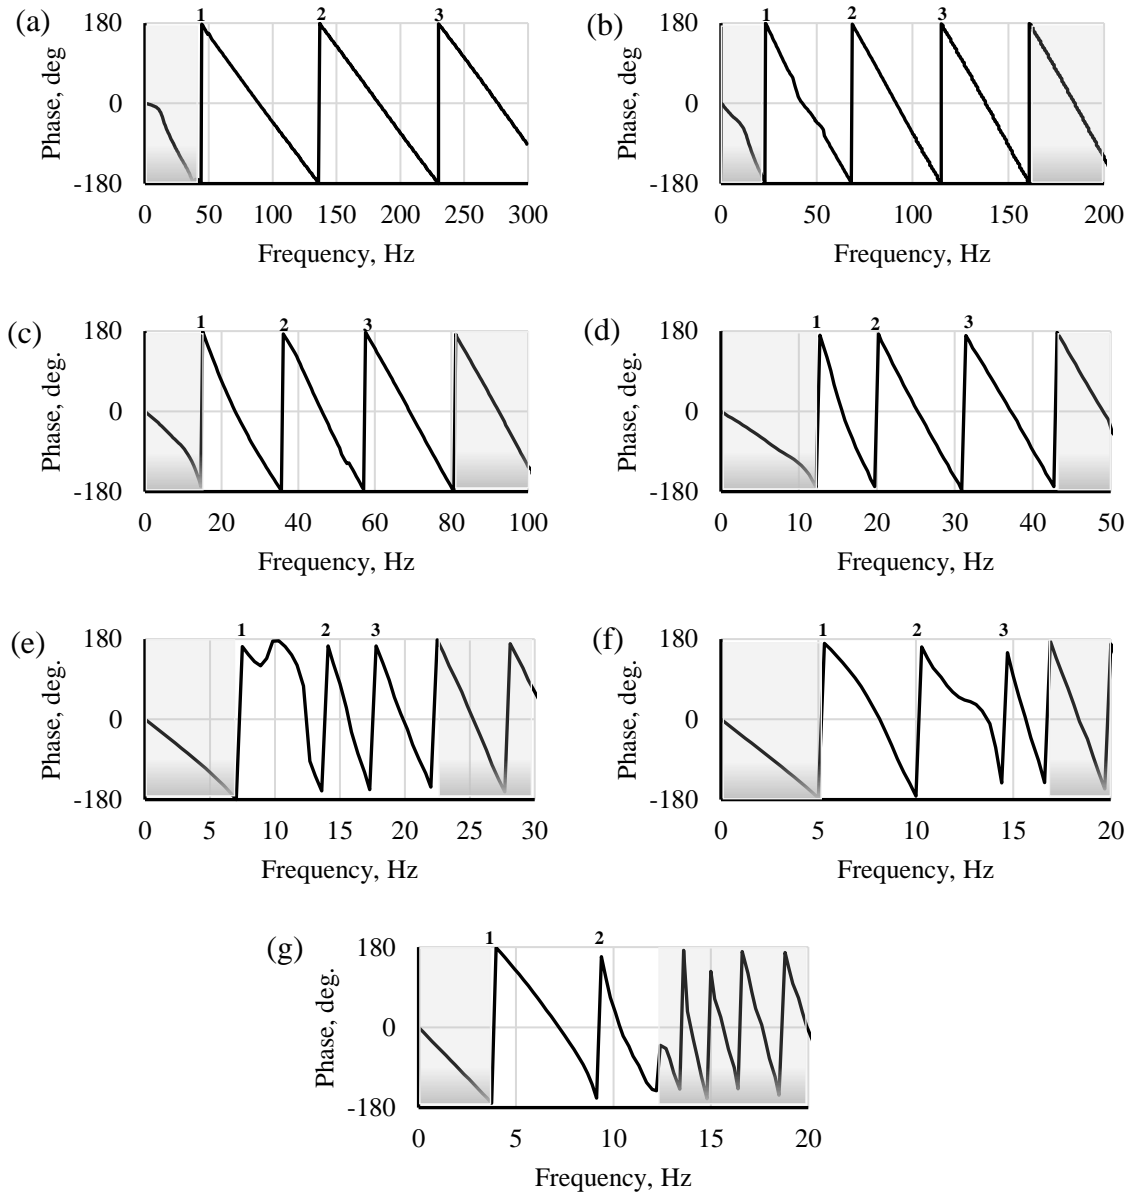 (a)
Phase, deg
180
0
-180
1 2 3
0 50 100 150 200 250 300
Frequency, Hz
(b)
Phase, deg
180
0
-180
1 2 3
0 50 100 150 200
Frequency, Hz
(c)
Phase, deg.
180
0
-180
1 2 3
0 20 40 60 80 100
Frequency, Hz
(d)
Phase, deg.
180
0
-180
1 2 3
0 10 20 30 40 50
Frequency, Hz
(e)
Phase, deg.
180
0
-180
1 2 3
0 5 10 15 20 25 30
Frequency, Hz
(f)
Phase, deg.
180
0
-180
1 2 3
0 5 10 15 20
Frequency, Hz
(g)
Phase, deg.
180
0
-180
1 2
0 5 10 15 20
Frequency, Hz